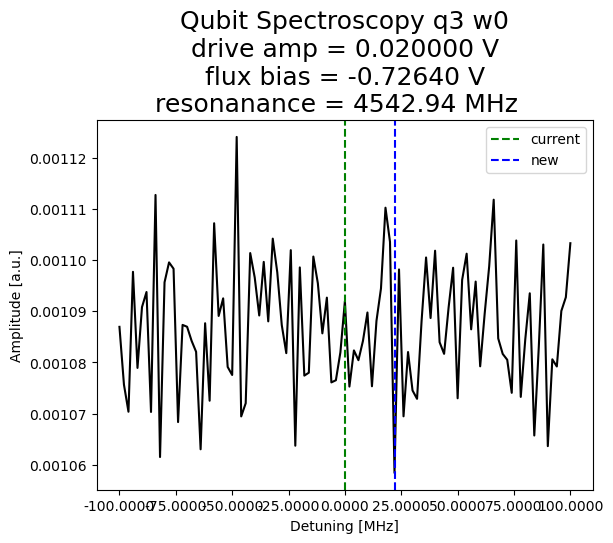 Qubit Spectroscopy q3 w0
drive amp = 0.020000 V
flux bias = -0.72640 V
resonanance = 4542.94 MHz
current
new
0.00112
0.00111
0.00110
0.00109
0.00108
0.00107
0.00106
Amplitude [a.u.]
-100.0000 -75.0000 -50.0000 -25.0000 0.0000 25.0000 50.0000 75.0000 100.0000
Detuning [MHz]